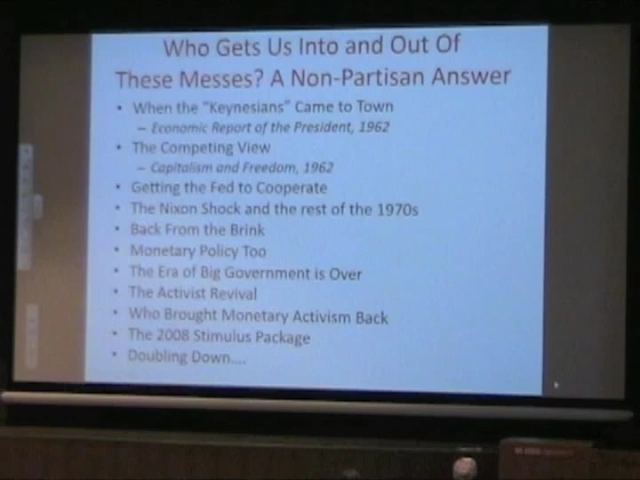 Who Gets Us Into and Out Of
These Messes? A Non-Partisan Answer
• When the "Keynesians" Came to Town
– Economic Report of the President, 1962
• The Competing View
– Capitalism and Freedom, 1962
• Getting the Fed to Cooperate
• The Nixon Shock and the rest of the 1970s
• Back From the Brink
• Monetary Policy Too
• The Era of Big Government is Over
• The Activist Revival
• Who Brought Monetary Activism Back
• The 2008 Stimulus Package
• Doubling Down....